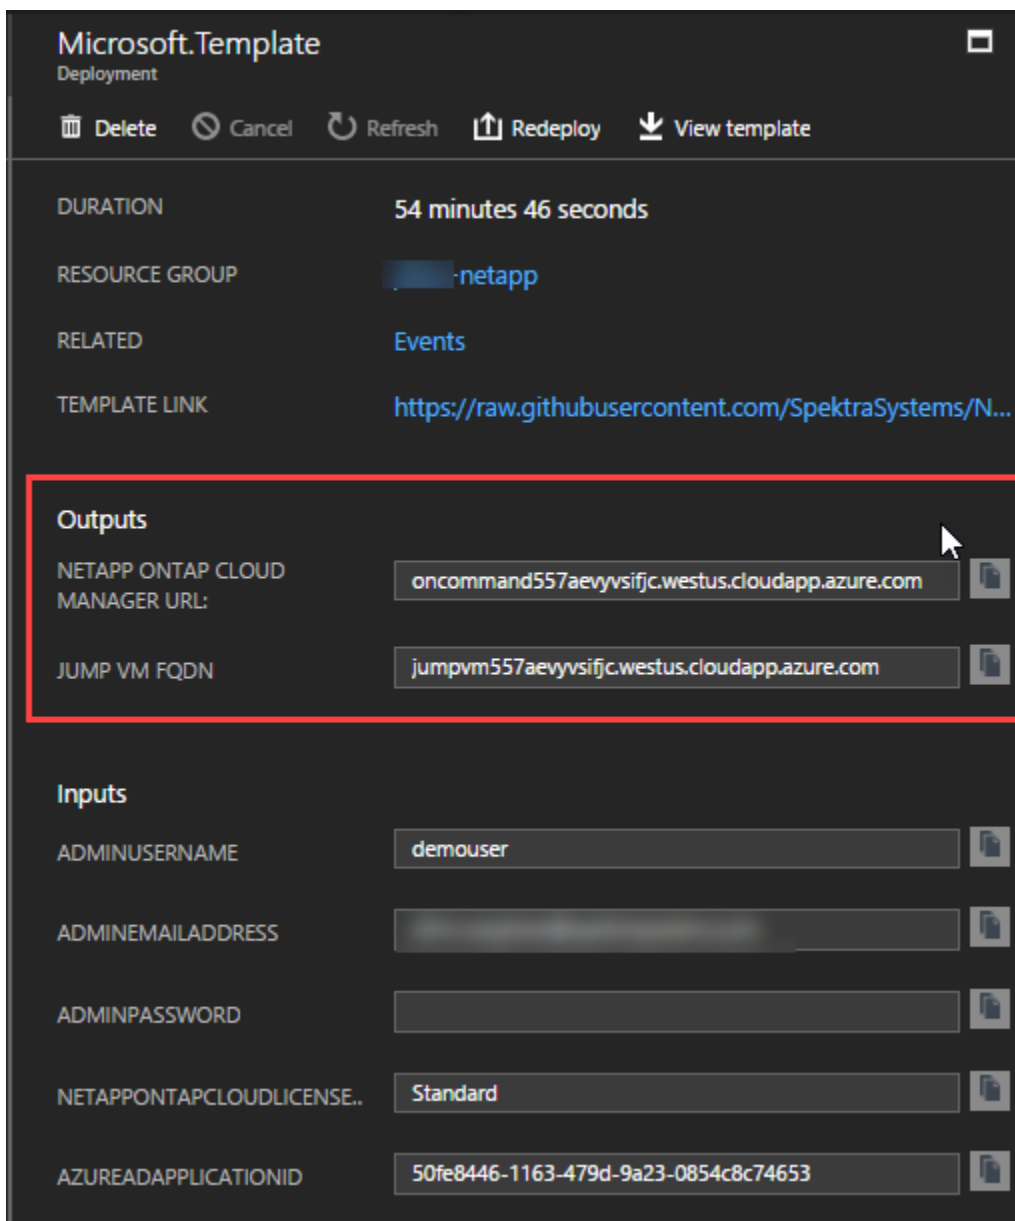 Microsoft.Template
Deployment
Delete Cancel Refresh Redeploy View template
DURATION 54 minutes 46 seconds
RESOURCE GROUP -netapp
RELATED Events
TEMPLATE LINK https://raw.githubusercontent.com/SpektraSystems/N...
Outputs
NETAPP ONTAP CLOUD
MANAGER URL: oncommand557aevyvsifjc.westus.cloudapp.azure.com
JUMP VM FQDN jumpvm557aevyvsifjc.westus.cloudapp.azure.com
Inputs
ADMINUSERNAME demouser
ADMINEMAILADDRESS
ADMINPASSWORD
NETAPPONTAPCLOUDLICENSE.. Standard
AZUREADAPPLICATIONID 50fe8446-1163-479d-9a23-0854c8c74653